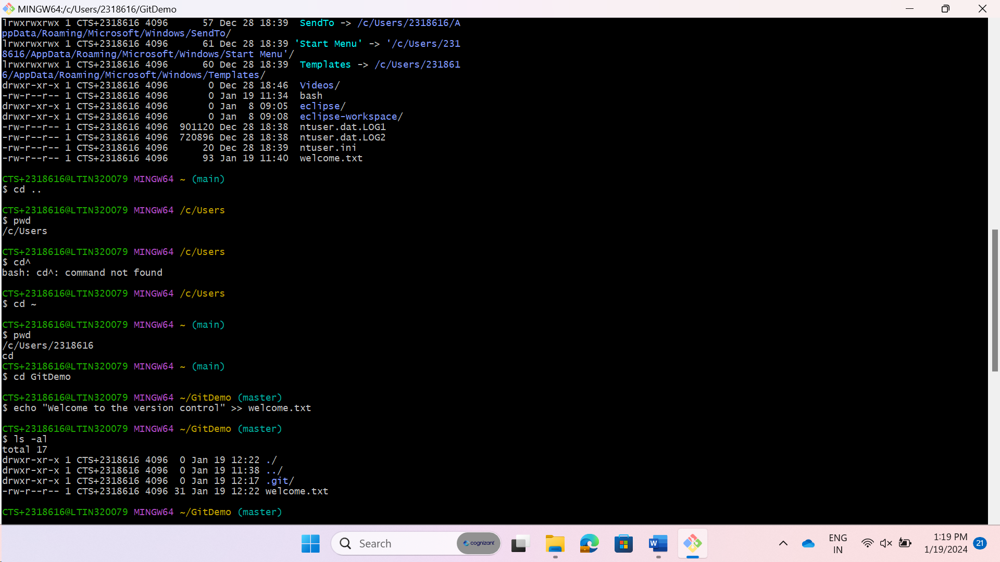 MINGW64:/c/Users/2318616/GitDemo
lrwxrwxrwx 1 CTS+2318616 4096      57 Dec 28 18:39  SendTo -> /c/Users/2318616/A
ppData/Roaming/Microsoft/Windows/SendTo/
lrwxrwxrwx 1 CTS+2318616 4096      61 Dec 28 18:39 'Start Menu' -> '/c/Users/231
8616/AppData/Roaming/Microsoft/Windows/Start Menu'/
lrwxrwxrwx 1 CTS+2318616 4096      60 Dec 28 18:39  Templates -> /c/Users/231861
6/AppData/Roaming/Microsoft/Windows/Templates/
drwxr-xr-x 1 CTS+2318616 4096       0 Dec 28 18:46  Videos/
-rw-r--r-- 1 CTS+2318616 4096       0 Jan 19 11:34  bash
drwxr-xr-x 1 CTS+2318616 4096       0 Jan  8 09:05  eclipse/
drwxr-xr-x 1 CTS+2318616 4096       0 Jan  8 09:08  eclipse-workspace/
-rw-r--r-- 1 CTS+2318616 4096  901120 Dec 28 18:38  ntuser.dat.LOG1
-rw-r--r-- 1 CTS+2318616 4096  720896 Dec 28 18:38  ntuser.dat.LOG2
-rw-r--r-- 1 CTS+2318616 4096      20 Dec 28 18:39  ntuser.ini
-rw-r--r-- 1 CTS+2318616 4096      93 Jan 19 11:40  welcome.txt
CTS+2318616@LTIN320079 MINGW64 ~ (main)
$ cd ..
CTS+2318616@LTIN320079 MINGW64 /c/Users
$ pwd
/c/Users
CTS+2318616@LTIN320079 MINGW64 /c/Users
$ cd^
bash: cd^: command not found
CTS+2318616@LTIN320079 MINGW64 /c/Users
$ cd ~
CTS+2318616@LTIN320079 MINGW64 ~ (main)
$ pwd
/c/Users/2318616
cd
CTS+2318616@LTIN320079 MINGW64 ~ (main)
$ cd GitDemo
CTS+2318616@LTIN320079 MINGW64 ~/GitDemo (master)
$ echo "Welcome to the version control" >> welcome.txt
CTS+2318616@LTIN320079 MINGW64 ~/GitDemo (master)
$ ls -al
total 17
drwxr-xr-x 1 CTS+2318616 4096  0 Jan 19 12:22 ./
drwxr-xr-x 1 CTS+2318616 4096  0 Jan 19 11:38 ../
drwxr-xr-x 1 CTS+2318616 4096  0 Jan 19 12:17 .git/
-rw-r--r-- 1 CTS+2318616 4096 31 Jan 19 12:22 welcome.txt
CTS+2318616@LTIN320079 MINGW64 ~/GitDemo (master)
Search
cognizant
W
ENG
IN
1:19 PM
1/19/2024
21